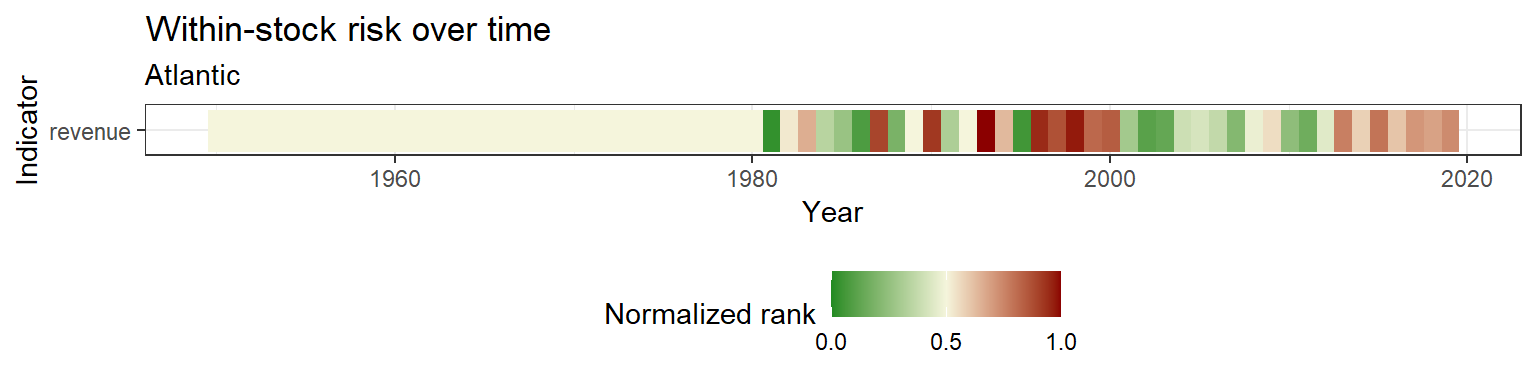 Within-stock risk over time
Atlantic
Indicator
revenue
1960 1980 2000 2020
Year
Normalized rank
0.0 0.5 1.0